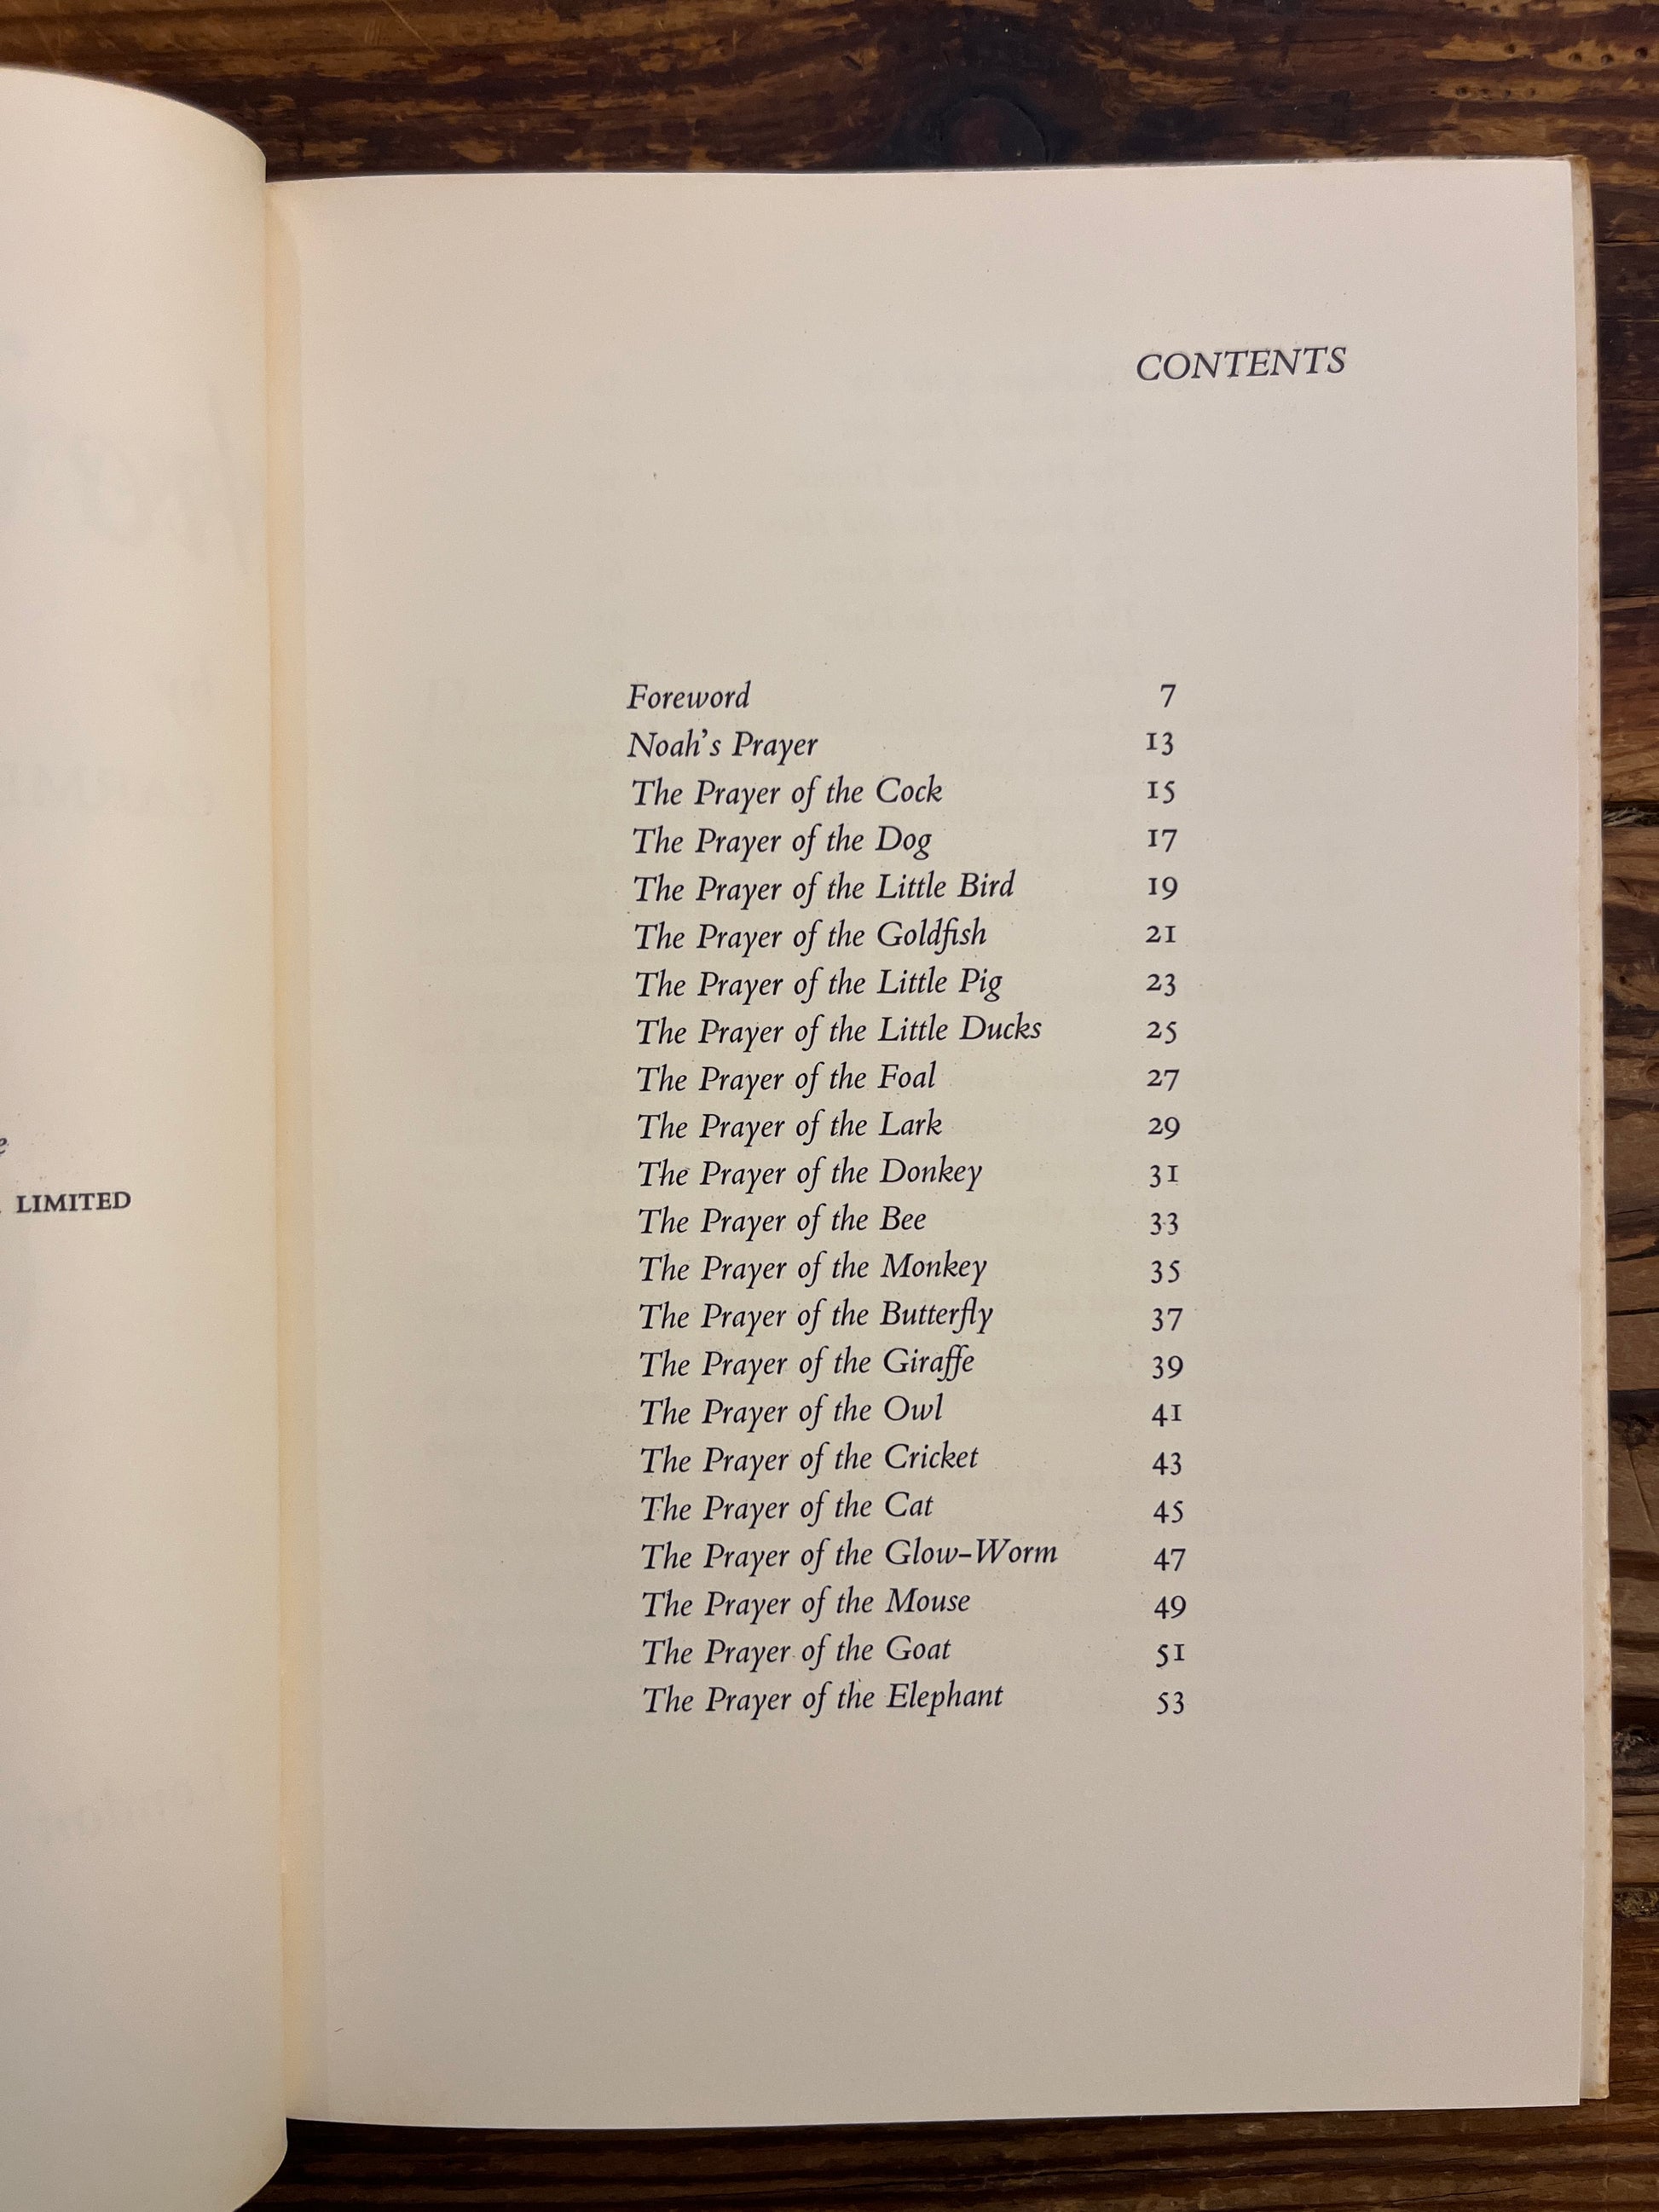 LIMITED
CONTENTS
Foreword 7
Noah's Prayer 13
The Prayer of the Cock 15
The Prayer of the Dog 17
The Prayer of the Little Bird 19
The Prayer of the Goldfish 21
The Prayer of the Little Pig 23
The Prayer of the Little Ducks 25
The Prayer of the Foal 27
The Prayer of the Lark 29
The Prayer of the Donkey 31
The Prayer of the Bee 33
The Prayer of the Monkey 35
The Prayer of the Butterfly 37
The Prayer of the Giraffe 39
The Prayer of the Owl 41
The Prayer of the Cricket 43
The Prayer of the Cat 45
The Prayer of the Glow-Worm 47
The Prayer of the Mouse 49
The Prayer of the Goat 51
The Prayer of the Elephant 53